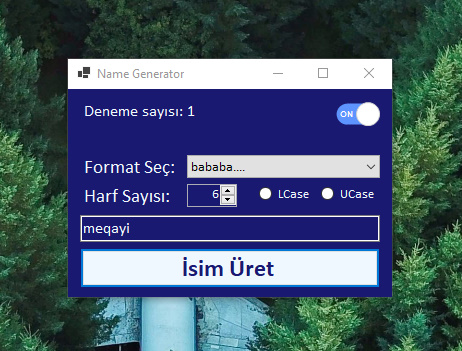 Name Generator
Deneme sayısı: 1
ON
Format Seç: bababa....
Harf Sayısı: 6 LCase UCase
meqayi
İsim Üret